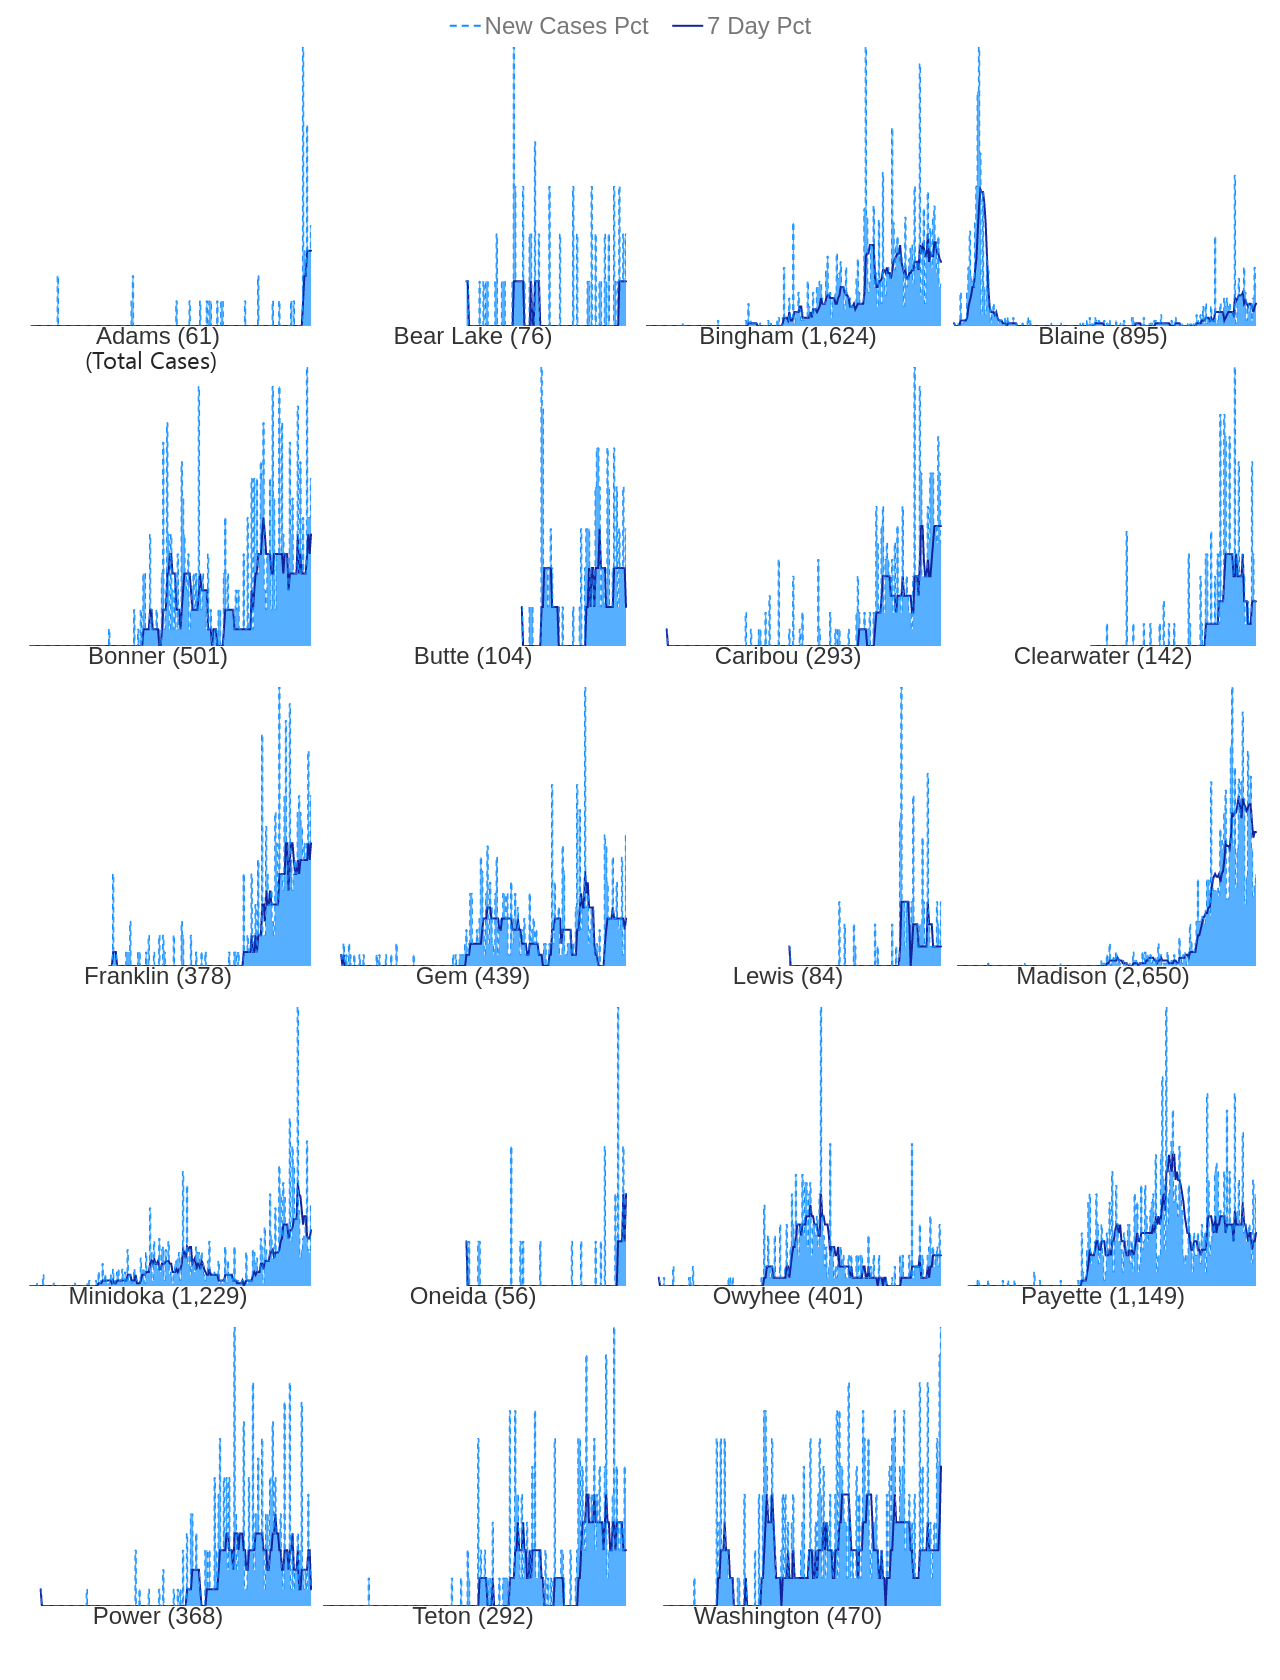 New Cases Pct 7 Day Pct
Adams (61) Bear Lake (76) Bingham (1,624) Blaine (895)
(Total Cases)
Bonner (501) Butte (104) Caribou (293) Clearwater (142)
Franklin (378) Gem (439) Lewis (84) Madison (2,650)
Minidoka (1,229) Oneida (56) Owyhee (401) Payette (1,149)
Power (368) Teton (292) Washington (470)